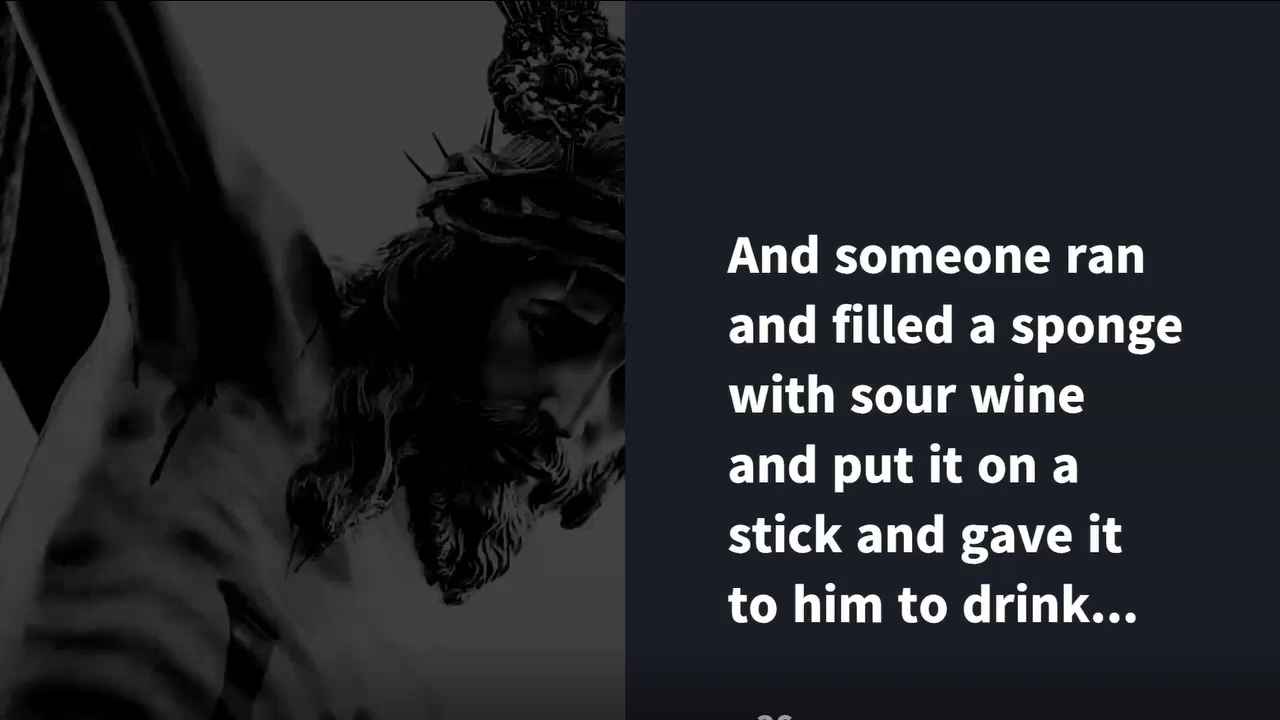 And someone ran
and filled a sponge
with sour wine
and put it on a
stick and gave it
to him to drink...